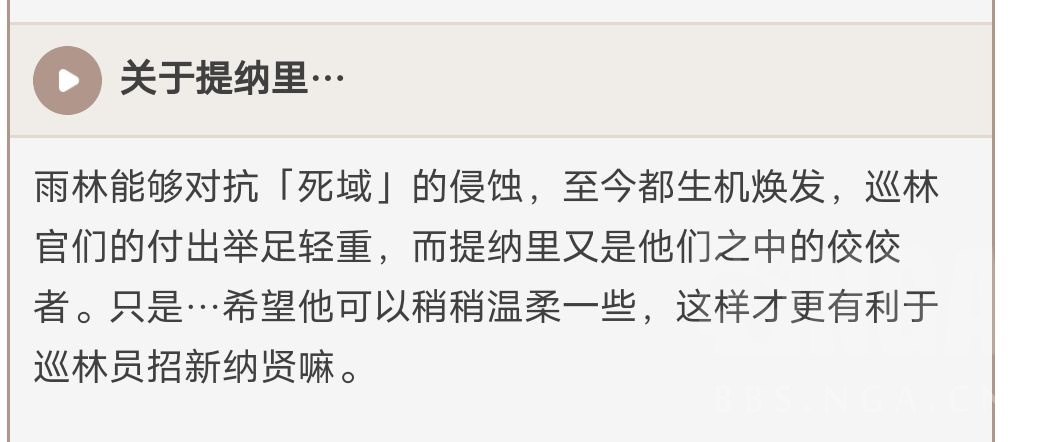 关于提纳里…
雨林能够对抗「死域」的侵蚀，至今都生机焕发，巡林
官们的付出举足轻重，而提纳里又是他们之中的佼佼
者。只是…希望他可以稍稍温柔一些，这样才更有利于
巡林员招新纳贤嘛。
BBS.NGA.CN